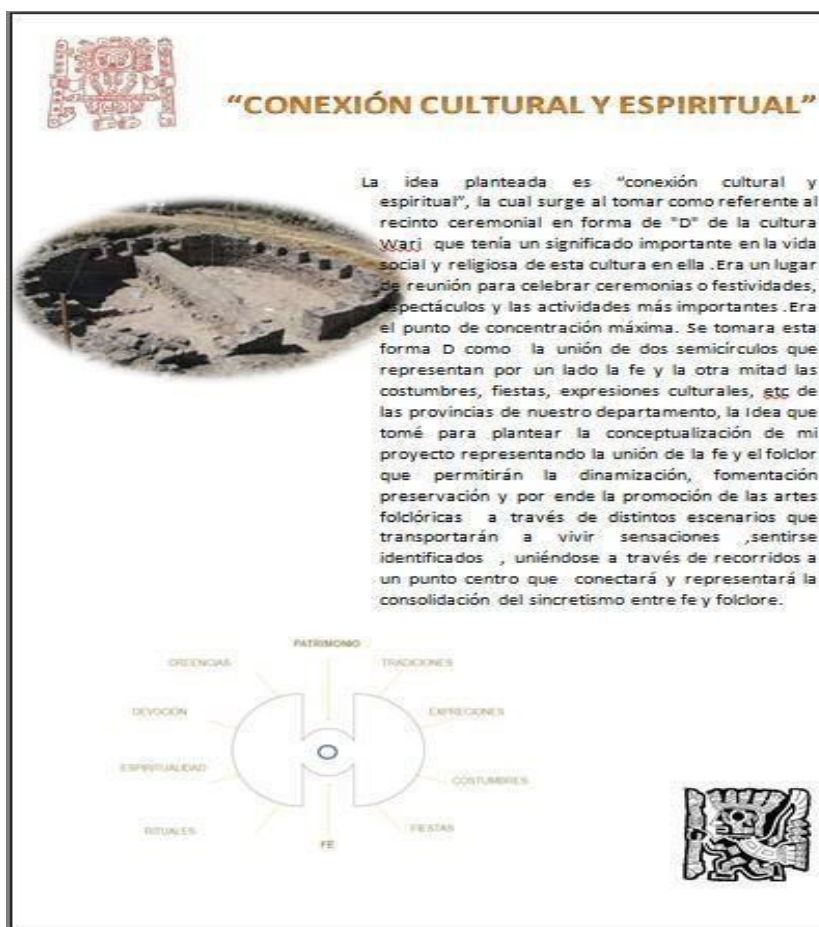 “CONEXIÓN CULTURAL Y ESPIRITUAL”
La idea planteada es “conexión cultural y
espiritual”, la cual surge al tomar como referente al
recinto ceremonial en forma de "D" de la cultura
Wari que tenía un significado importante en la vida
social y religiosa de esta cultura en ella .Era un lugar
de reunión para celebrar ceremonias o festividades,
espectáculos y las actividades más importantes .Era
el punto de concentración máxima. Se tomara esta
forma D como la unión de dos semicírculos que
representan por un lado la fe y la otra mitad las
costumbres, fiestas, expresiones culturales, etc de
las provincias de nuestro departamento, la Idea que
tomé para plantear la conceptualización de mi
proyecto representando la unión de la fe y el folclor
que permitirán la dinamización, fomentación
preservación y por ende la promoción de las artes
folclóricas a través de distintos escenarios que
transportarán a vivir sensaciones ,sentirse
identificados , uniéndose a través de recorridos a
un punto centro que conectará y representará la
consolidación del sincretismo entre fe y folclore.
PATRIMONIO
CREENCIAS
TRADICIONES
DEVOCIÓN
EXPRECIONES
ESPIRITUALIDAD
COSTUMBRES
RITUALES
FIESTAS
FE